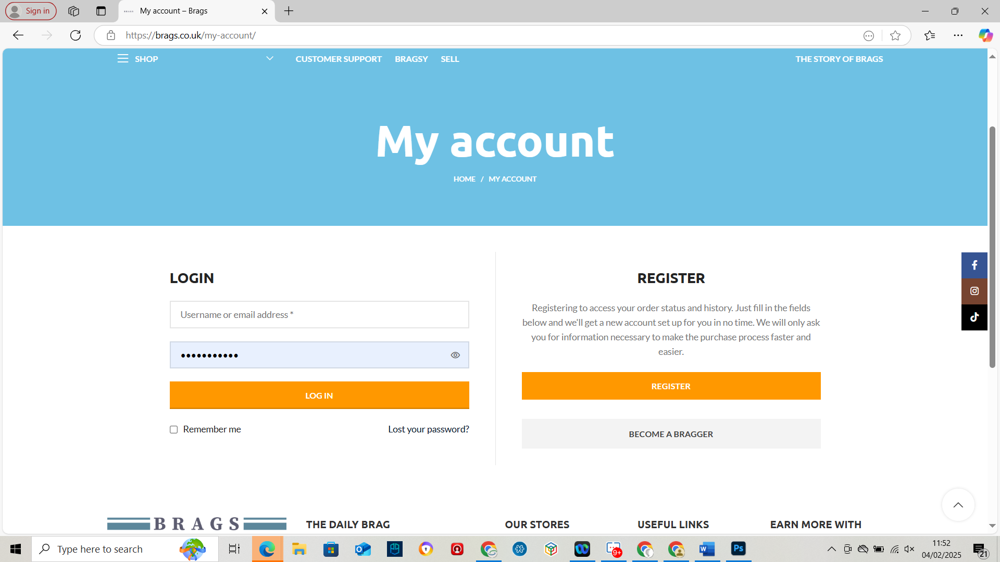 Sign in
My account – Brags
https://brags.co.uk/my-account/
SHOP
CUSTOMER SUPPORT
BRAGSY
SELL
THE STORY OF BRAGS
My account
HOME / MY ACCOUNT
LOGIN
Username or email address *
•••••••••••
LOG IN
Remember me
Lost your password?
REGISTER
Registering to access your order status and history. Just fill in the fields
below and we'll get a new account set up for you in no time. We will only ask
you for information necessary to make the purchase process faster and
easier.
REGISTER
BECOME A BRAGGER
BRAGS
THE DAILY BRAG
OUR STORES
USEFUL LINKS
EARN MORE WITH
Type here to search
9+
W
Ps
11:52
04/02/2025
21